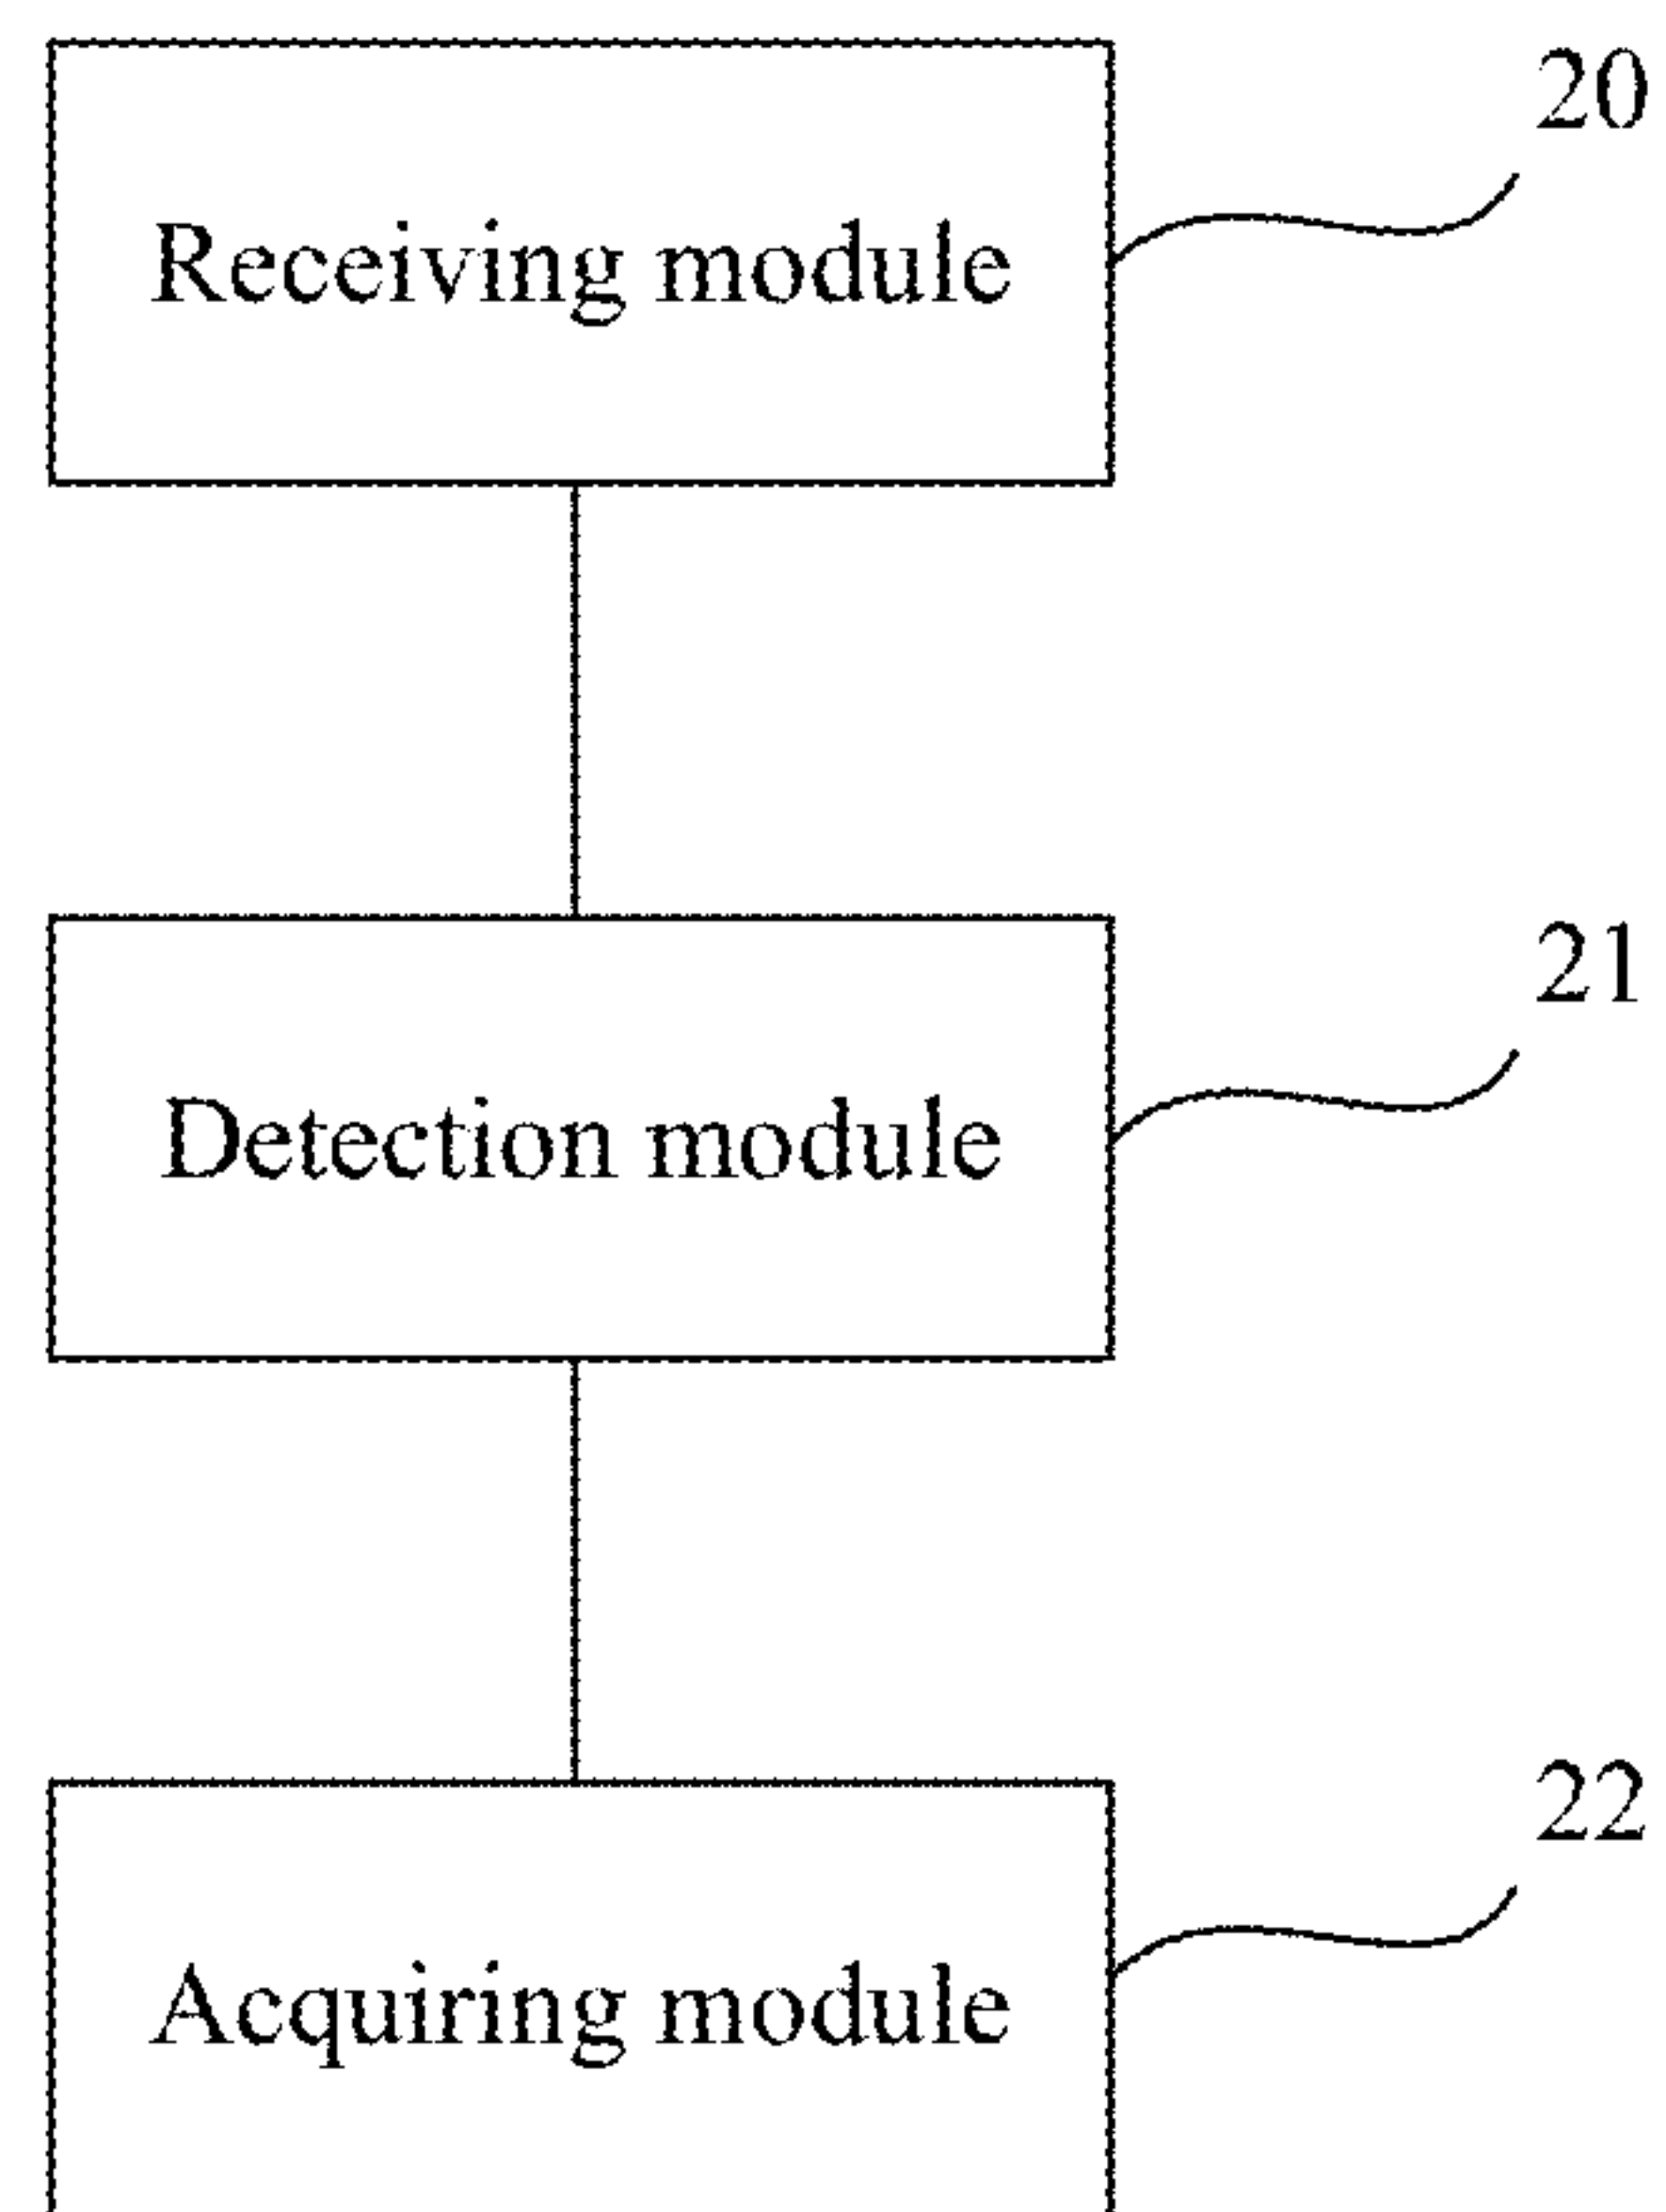 20
Receiving module
21
Detection module
22
Acquiring module